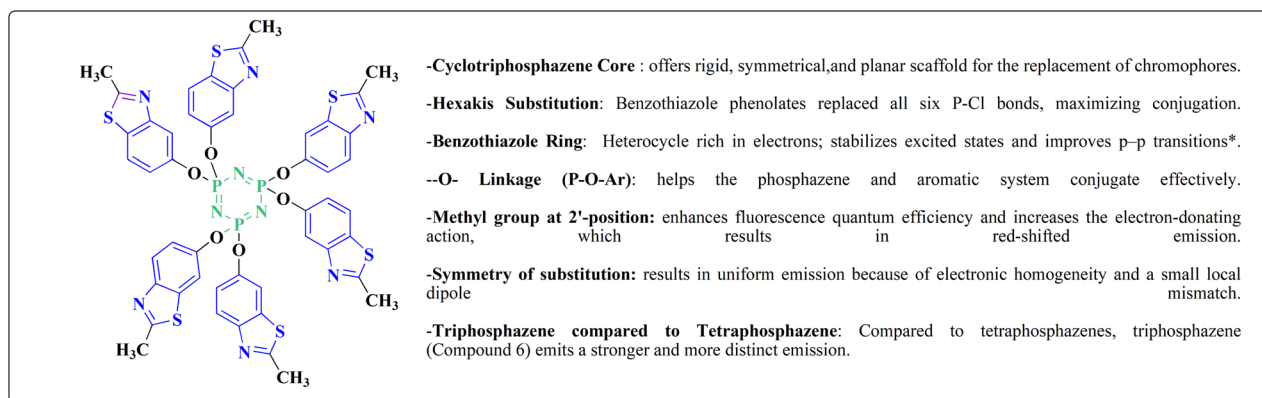 -Cyclotriphosphazene Core : offers rigid, symmetrical,and planar scaffold for the replacement of chromophores.
-Hexakis Substitution: Benzothiazole phenolates replaced all six P-Cl bonds, maximizing conjugation.
-Benzothiazole Ring: Heterocycle rich in electrons; stabilizes excited states and improves p–p transitions*.
--O- Linkage (P-O-Ar): helps the phosphazene and aromatic system conjugate effectively.
-Methyl group at 2'-position: enhances fluorescence quantum efficiency and increases the electron-donating
action, which results in red-shifted emission.
-Symmetry of substitution: results in uniform emission because of electronic homogeneity and a small local
dipole mismatch.
-Triphosphazene compared to Tetraphosphazene: Compared to tetraphosphazenes, triphosphazene
(Compound 6) emits a stronger and more distinct emission.
CH₃
H₃C
S
N
CH₃
N
S
S
N
O
O
N
O
P
P
O
N
N
P
O
O
S
N
CH₃
N
S
H₃C
S
N
CH₃